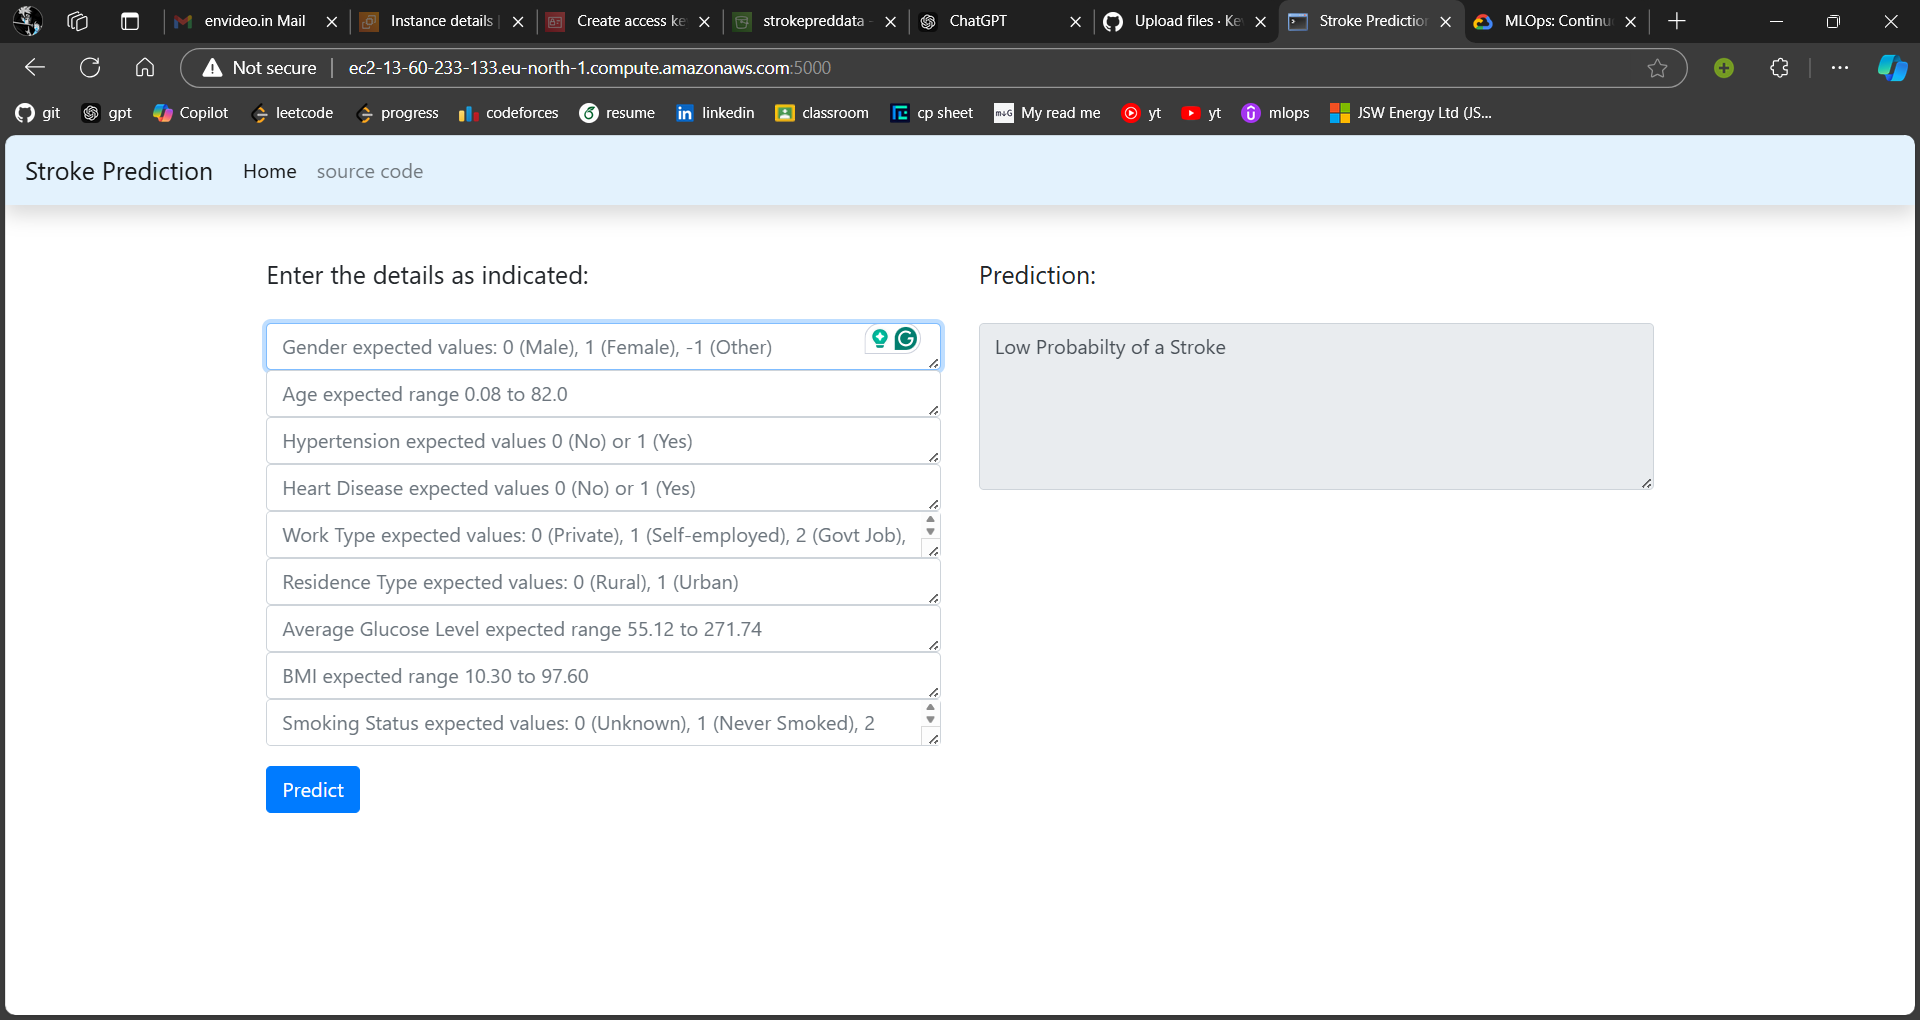 envideo.in Mail
Instance details
Create access ke
strokepreddata -
ChatGPT
Upload files · Ke
Stroke Prediction
MLOps: Continu
Not secure
ec2-13-60-233-133.eu-north-1.compute.amazonaws.com:5000
git
gpt
Copilot
leetcode
progress
codeforces
resume
linkedin
classroom
cp sheet
My read me
yt
yt
mlops
JSW Energy Ltd (JS...
Stroke Prediction
Home
source code
Enter the details as indicated:
Gender expected values: 0 (Male), 1 (Female), -1 (Other)
Age expected range 0.08 to 82.0
Hypertension expected values 0 (No) or 1 (Yes)
Heart Disease expected values 0 (No) or 1 (Yes)
Work Type expected values: 0 (Private), 1 (Self-employed), 2 (Govt Job),
Residence Type expected values: 0 (Rural), 1 (Urban)
Average Glucose Level expected range 55.12 to 271.74
BMI expected range 10.30 to 97.60
Smoking Status expected values: 0 (Unknown), 1 (Never Smoked), 2
Predict
Prediction:
Low Probabilty of a Stroke